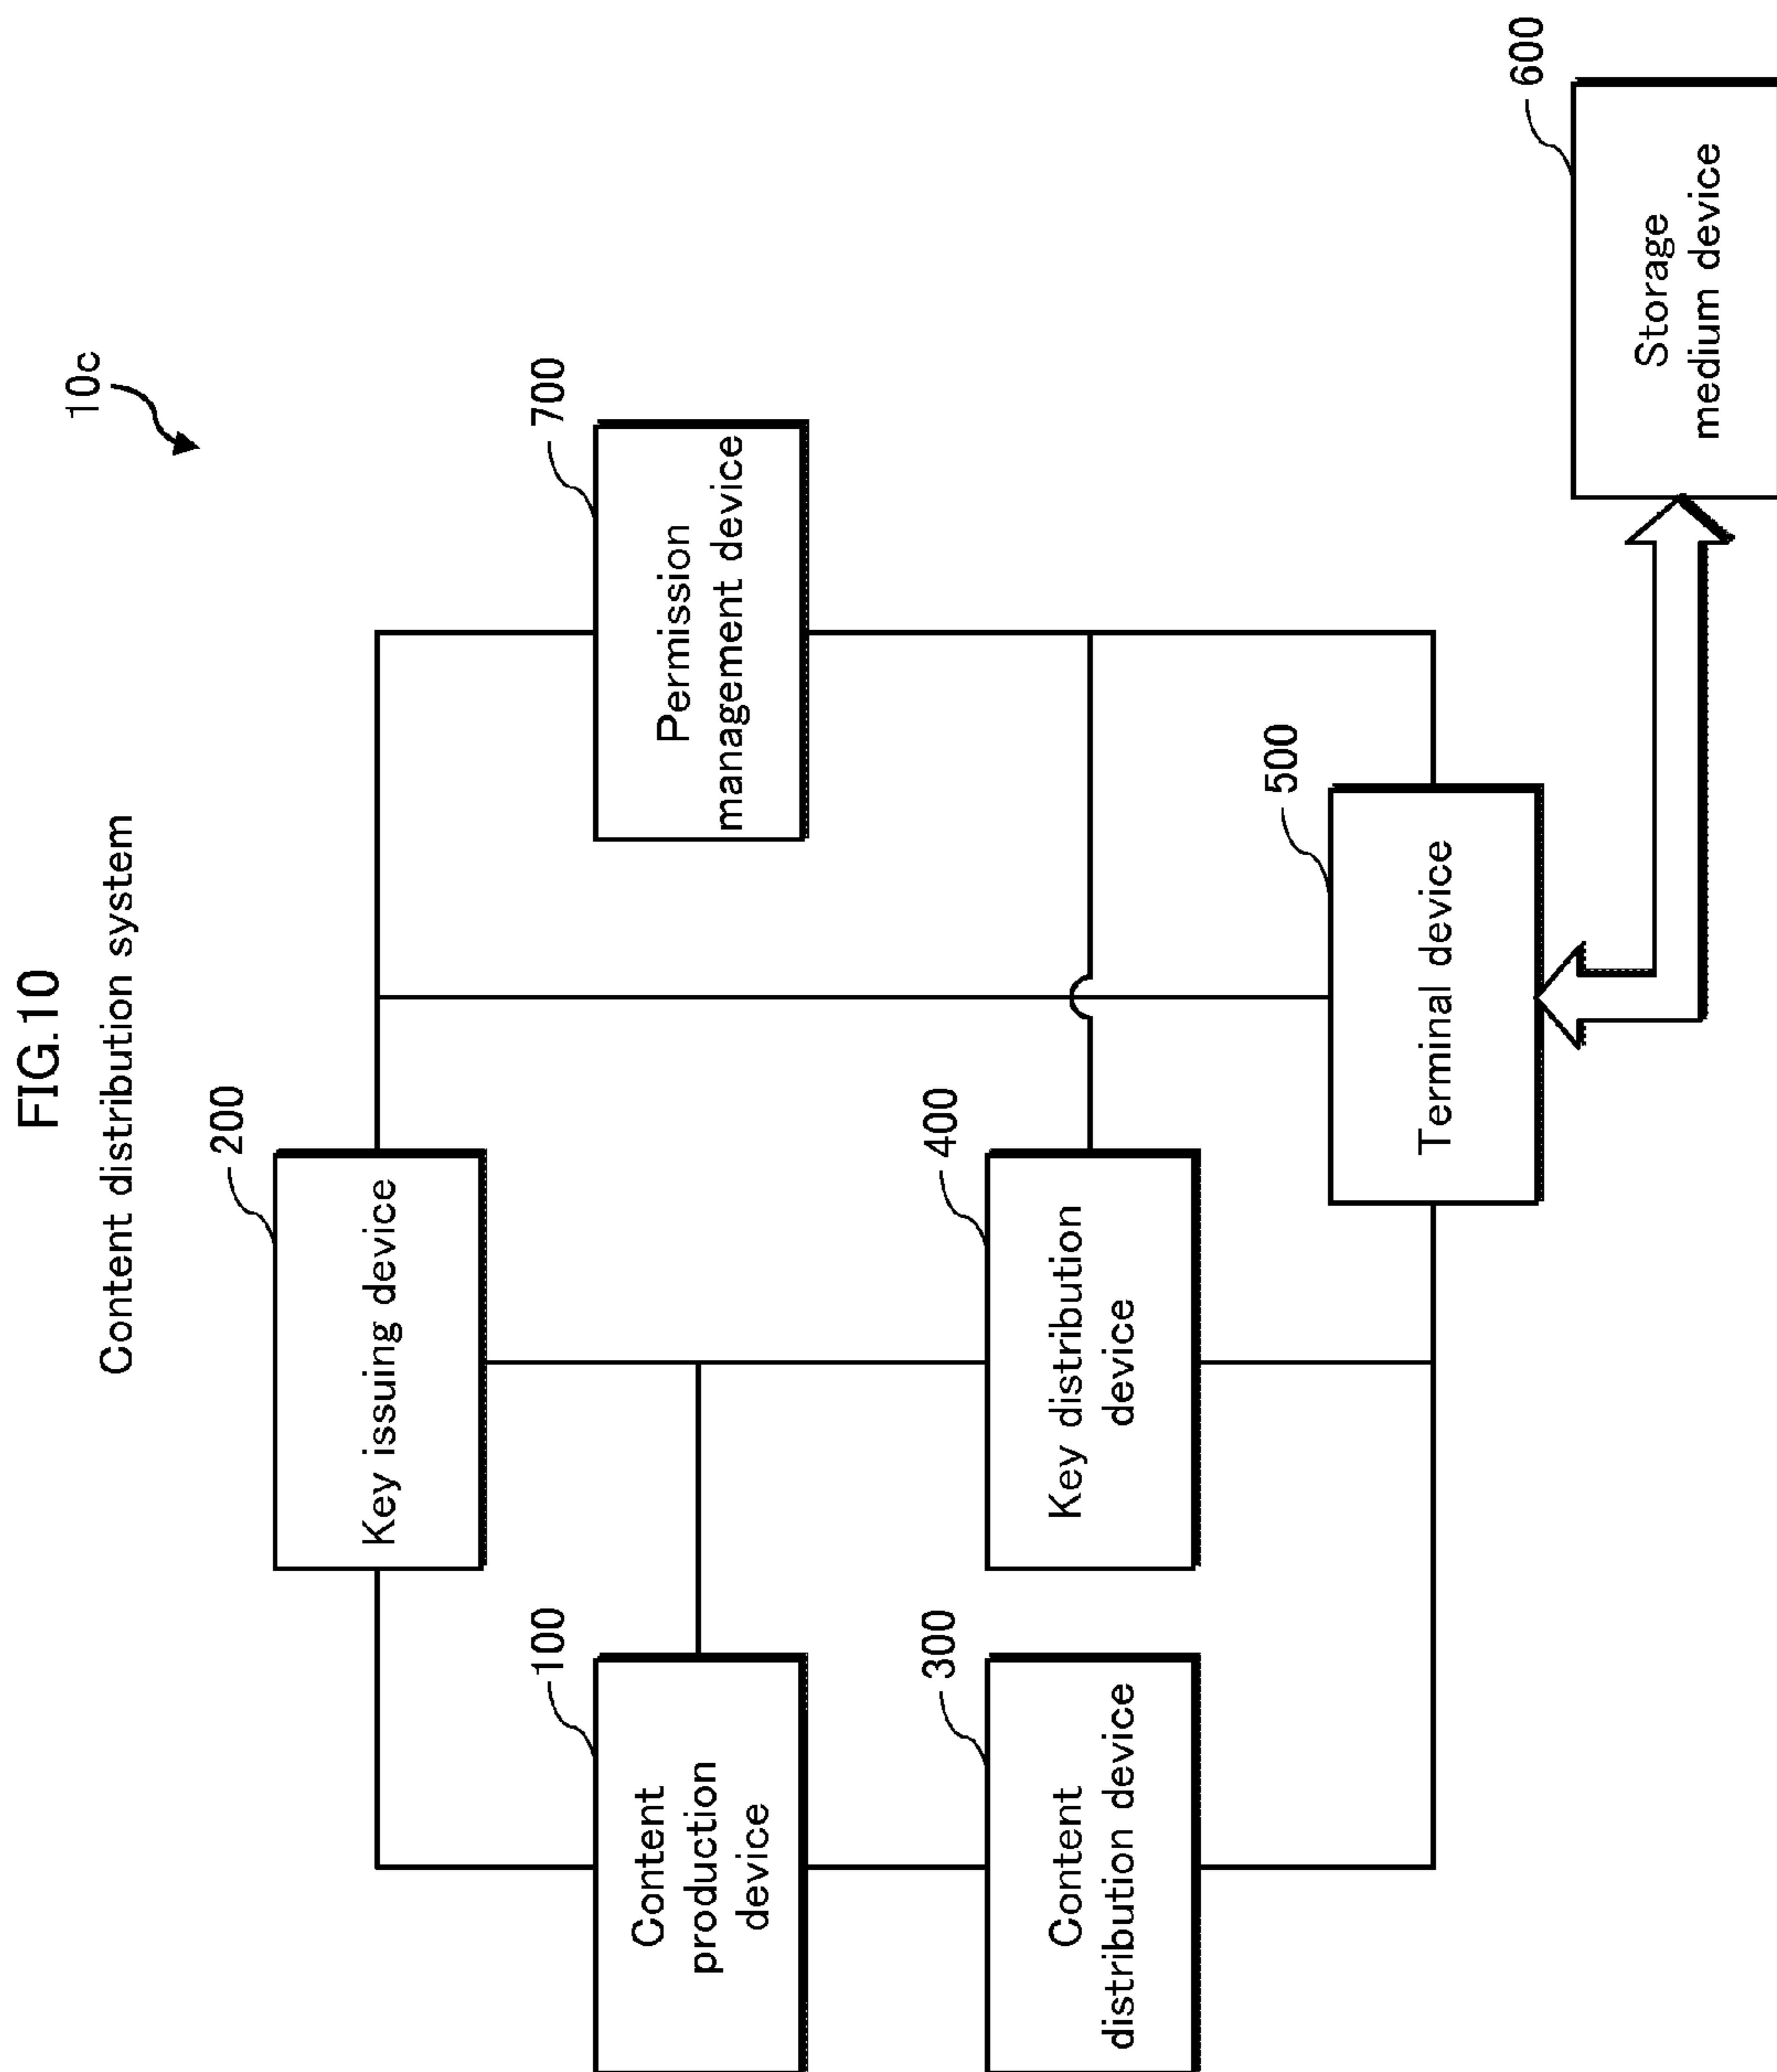 FIG.10
Content distribution system
10c
200
Key issuing device
100
Content
production
device
700
Permission
management device
300
Content
distribution device
400
Key distribution
device
500
Terminal device
600
Storage
medium device